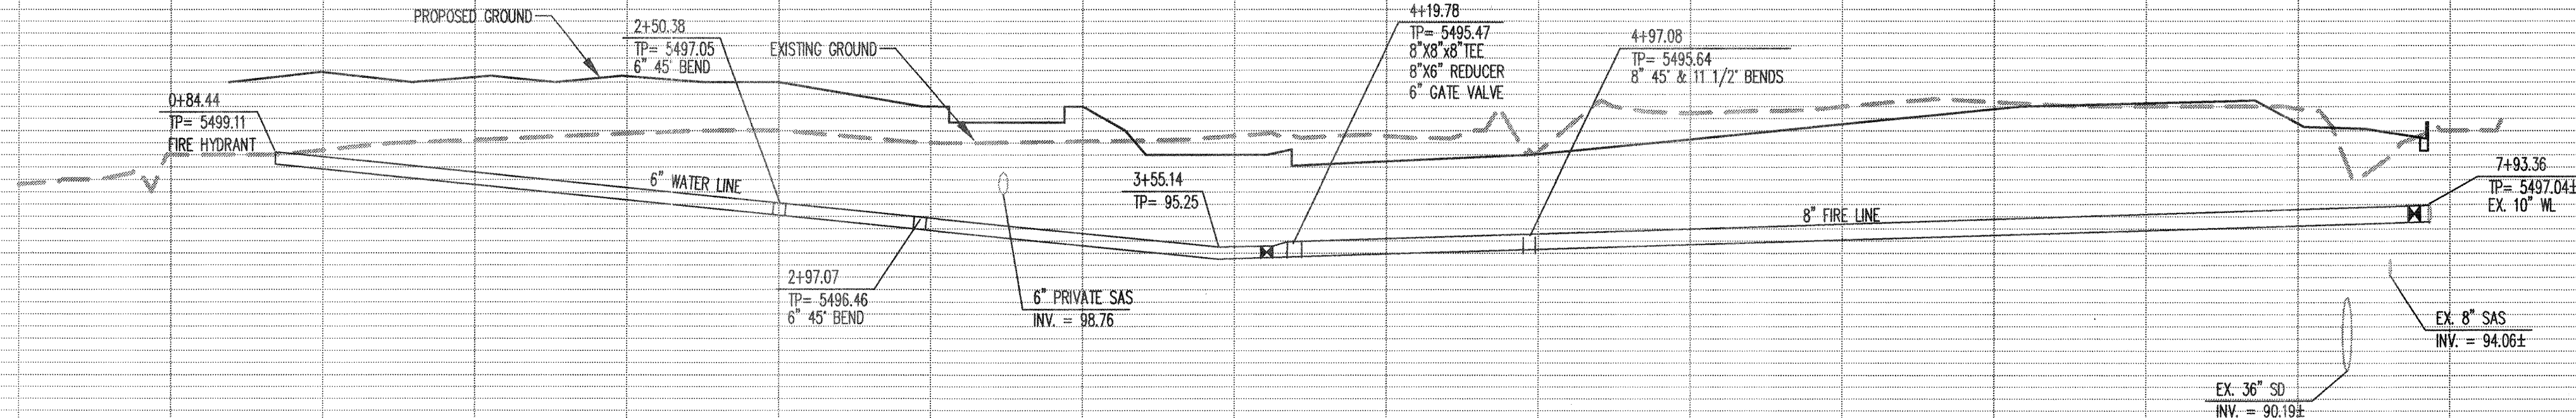 PROPOSED GROUND
2+50.38
TP= 5497.05
6" 45° BEND
EXISTING GROUND
4+19.78
TP= 5495.47
8"X8"x8"TEE
8"X6" REDUCER
6" GATE VALVE
4+97.08
TP= 5495.64
8" 45° & 11 1/2° BENDS
0+84.44
TP= 5499.11
FIRE HYDRANT
6" WATER LINE
3+55.14
TP= 95.25
7+93.36
TP= 5497.04±
EX. 10" WL
8" FIRE LINE
2+97.07
TP= 5496.46
6" 45° BEND
6" PRIVATE SAS
INV. = 98.76
EX. 8" SAS
INV. = 94.06±
EX. 36" SD
INV. = 90.19±